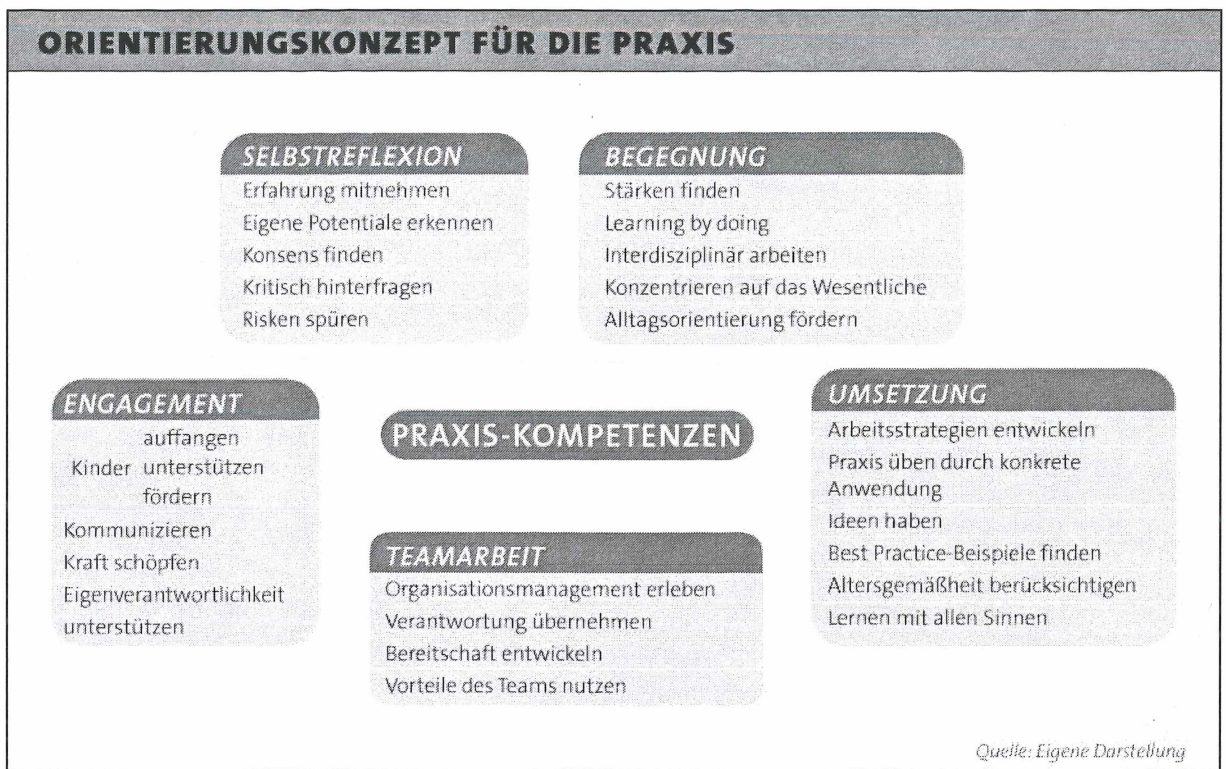 ORIENTIERUNGSKONZEPT FÜR DIE PRAXIS
SELBSTREFLEXION
Erfahrung mitnehmen
Eigene Potentiale erkennen
Konsens finden
Kritisch hinterfragen
Risken spüren
BEGEGNUNG
Stärken finden
Learning by doing
Interdisziplinär arbeiten
Konzentrieren auf das Wesentliche
Alltagsorientierung fördern
ENGAGEMENT
auffangen
Kinder unterstützen
fördern
Kommunizieren
Kraft schöpfen
Eigenverantwortlichkeit
unterstützen
PRAXIS-KOMPETENZEN
UMSETZUNG
Arbeitsstrategien entwickeln
Praxis üben durch konkrete
Anwendung
Ideen haben
Best Practice-Beispiele finden
Altersgemäßheit berücksichtigen
Lernen mit allen Sinnen
TEAMARBEIT
Organisationsmanagement erleben
Verantwortung übernehmen
Bereitschaft entwickeln
Vorteile des Teams nutzen
Quelle: Eigene Darstellung